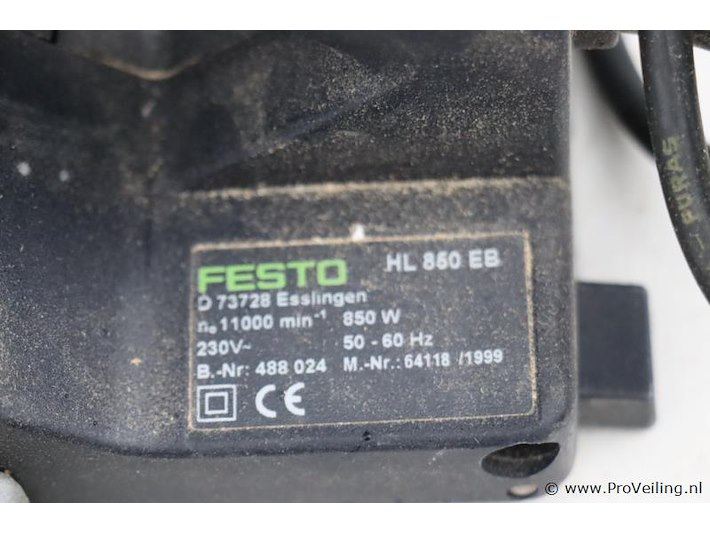 FESTO HL 850 EB
D 73728 Esslingen
n₀ 11000 min⁻¹ 850 W
230V~ 50 - 60 Hz
B.-Nr: 488 024 M.-Nr.: 64118 /1999
CE
PURAS
© www.ProVeiling.nl